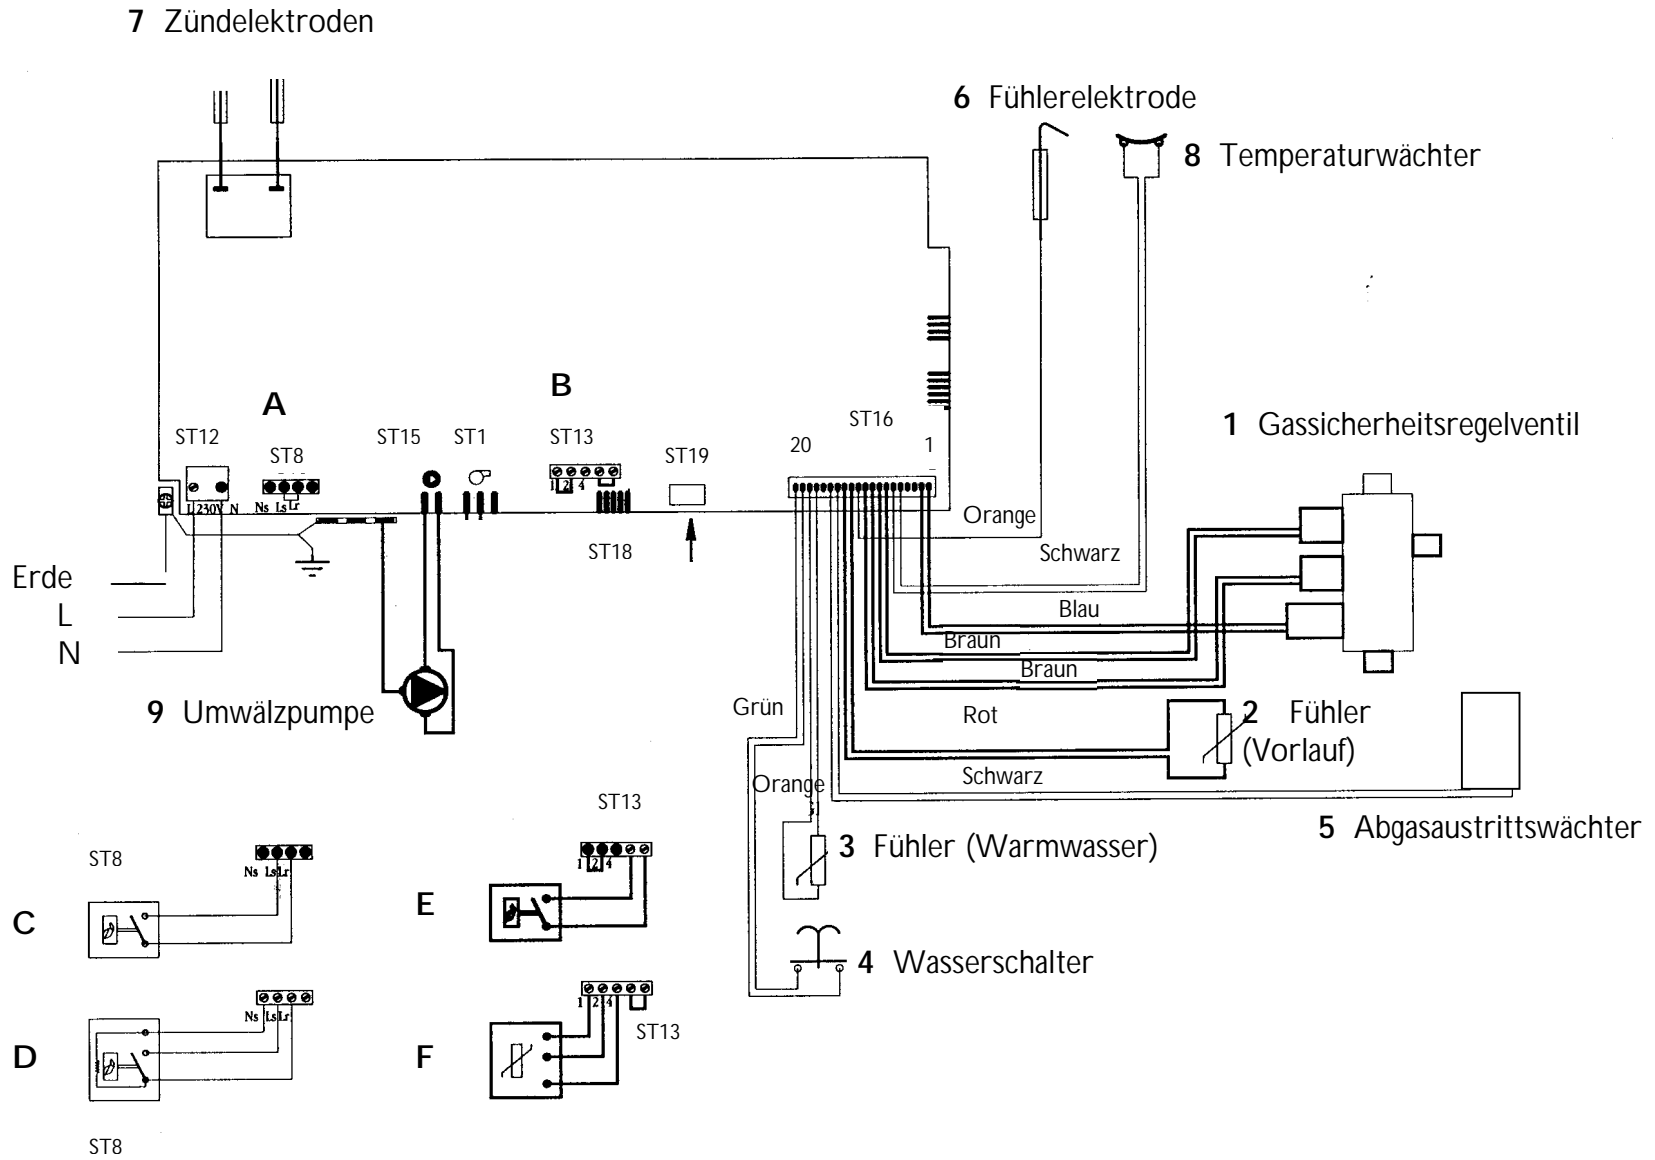 7 Zündelektroden
6 Fühlerelektrode
8 Temperaturwächter
A
B
ST12
ST8
ST15
ST1
ST13
ST19
ST16
20
1
1 Gassicherheitsregelventil
1 2 4
L 230V N
Ns Ls Lr
ST18
Orange
Schwarz
Erde
L
N
Blau
Braun
Braun
9 Umwälzpumpe
Grün
Rot
2 Fühler
(Vorlauf)
Orange
Schwarz
5 Abgasaustrittswächter
3 Fühler (Warmwasser)
4 Wasserschalter
ST8
Ns Ls Lr
C
Ns Ls Lr
D
ST8
ST13
1 2 4
E
1 2 4
ST13
F